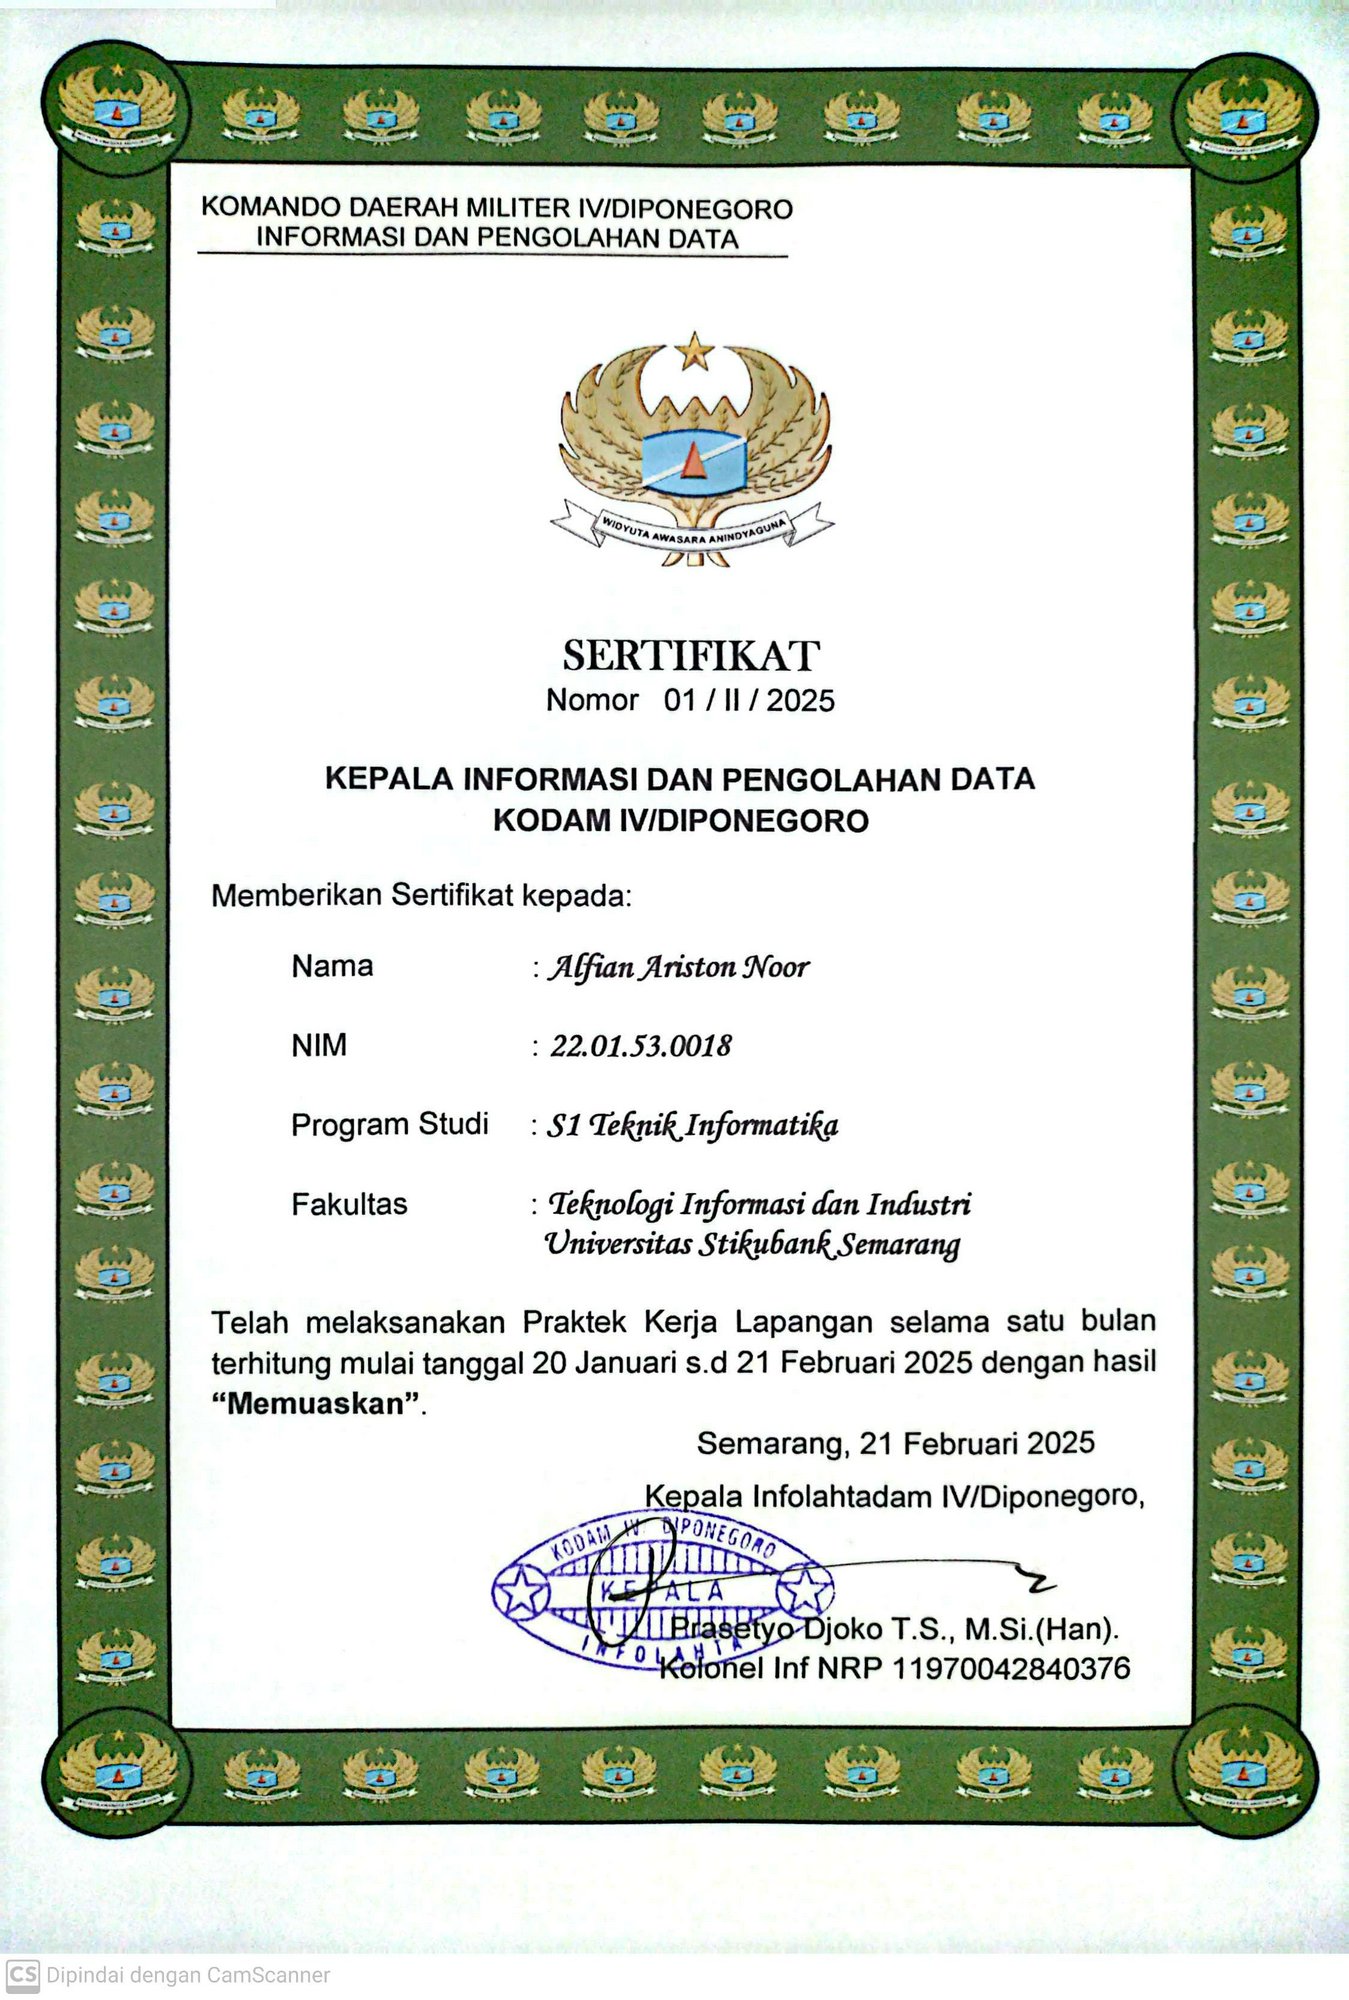 KOMANDO DAERAH MILITER IV/DIPONEGORO
INFORMASI DAN PENGOLAHAN DATA
WIDYUTA AWASARA ANINDYAGUNA
SERTIFIKAT
Nomor 01 / II / 2025
KEPALA INFORMASI DAN PENGOLAHAN DATA
KODAM IV/DIPONEGORO
Memberikan Sertifikat kepada:
Nama : Alfian Ariston Noor
NIM : 22.01.53.0018
Program Studi : S1 Teknik Informatika
Fakultas : Teknologi Informasi dan Industri
Universitas Stikubank Semarang
Telah melaksanakan Praktek Kerja Lapangan selama satu bulan
terhitung mulai tanggal 20 Januari s.d 21 Februari 2025 dengan hasil
“Memuaskan”.
Semarang, 21 Februari 2025
Kepala Infolahtadam IV/Diponegoro,
KODAM IV DIPONEGORO
KEPALA
INFOLAHTA
Prasetyo Djoko T.S., M.Si.(Han).
Kolonel Inf NRP 11970042840376
CS Dipindai dengan CamScanner